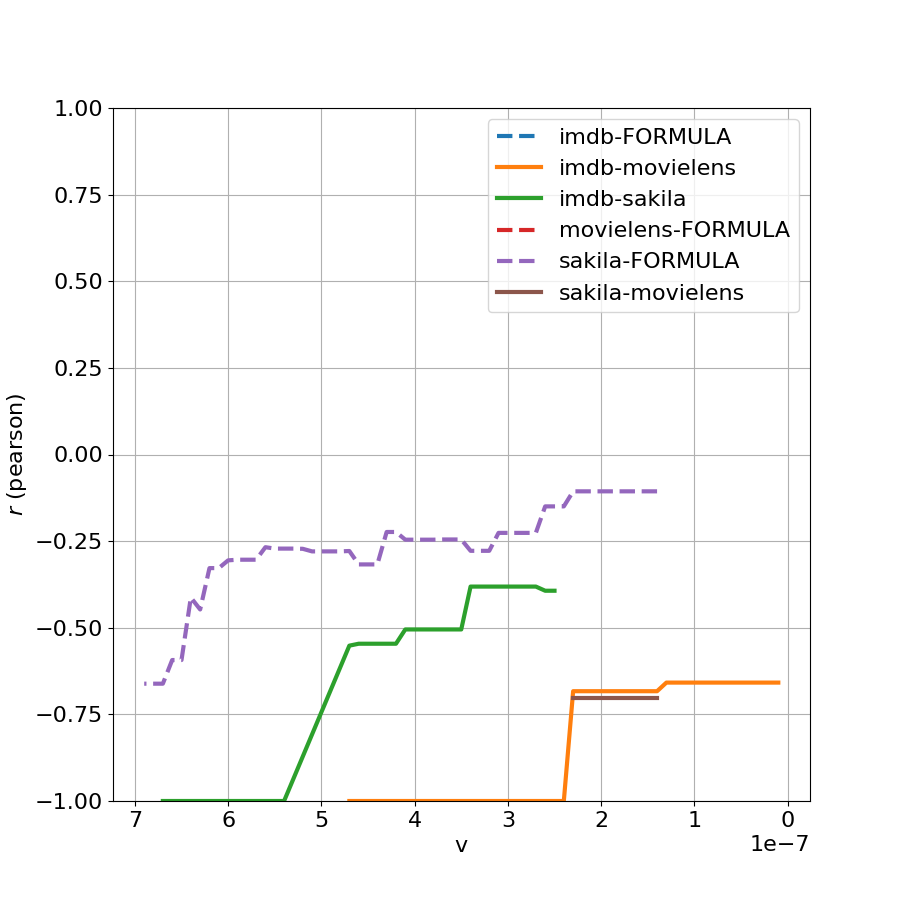 1.00
0.75
0.50
0.25
0.00
−0.25
−0.50
−0.75
−1.00
r (pearson)
imdb-FORMULA
imdb-movielens
imdb-sakila
movielens-FORMULA
sakila-FORMULA
sakila-movielens
7 6 5 4 3 2 1 0
v
1e−7